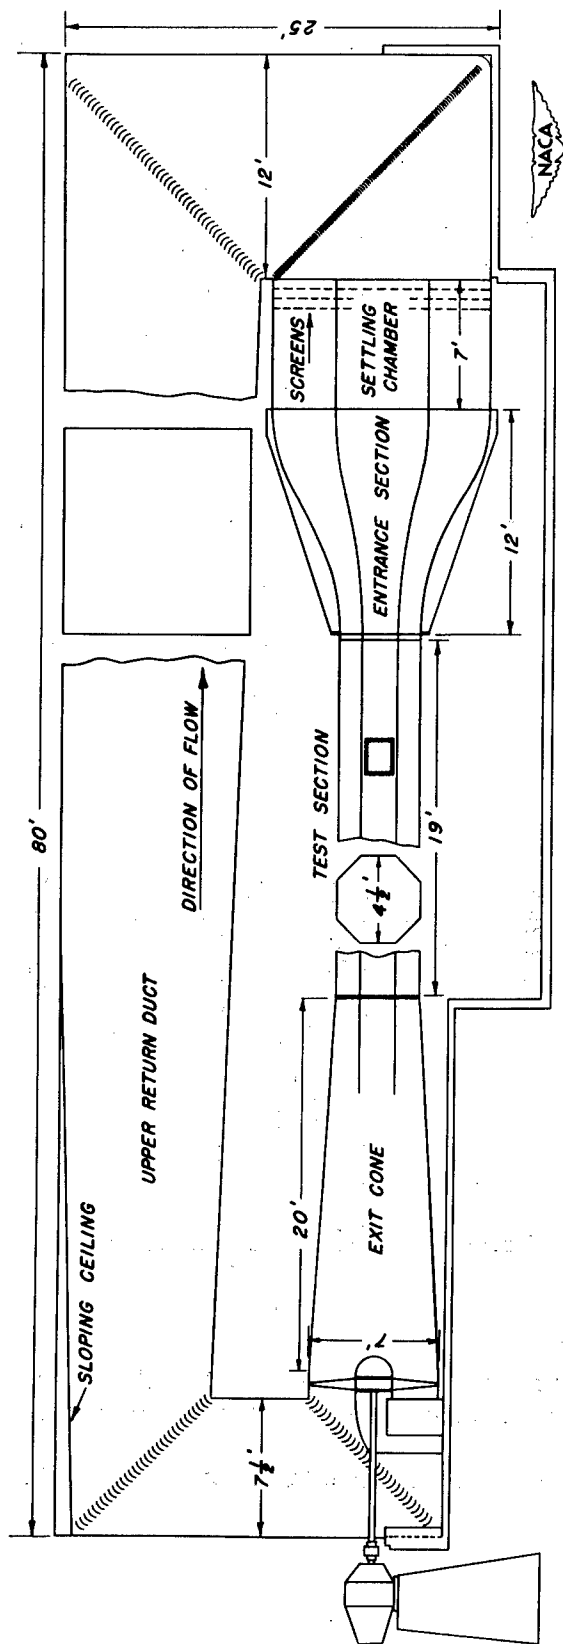 80'
25'
SLOPING CEILING
UPPER RETURN DUCT
DIRECTION OF FLOW
12'
7½'
20'
7'
EXIT CONE
4½'
TEST SECTION
19'
ENTRANCE SECTION
12'
SCREENS
SETTLING
CHAMBER
7'
NACA